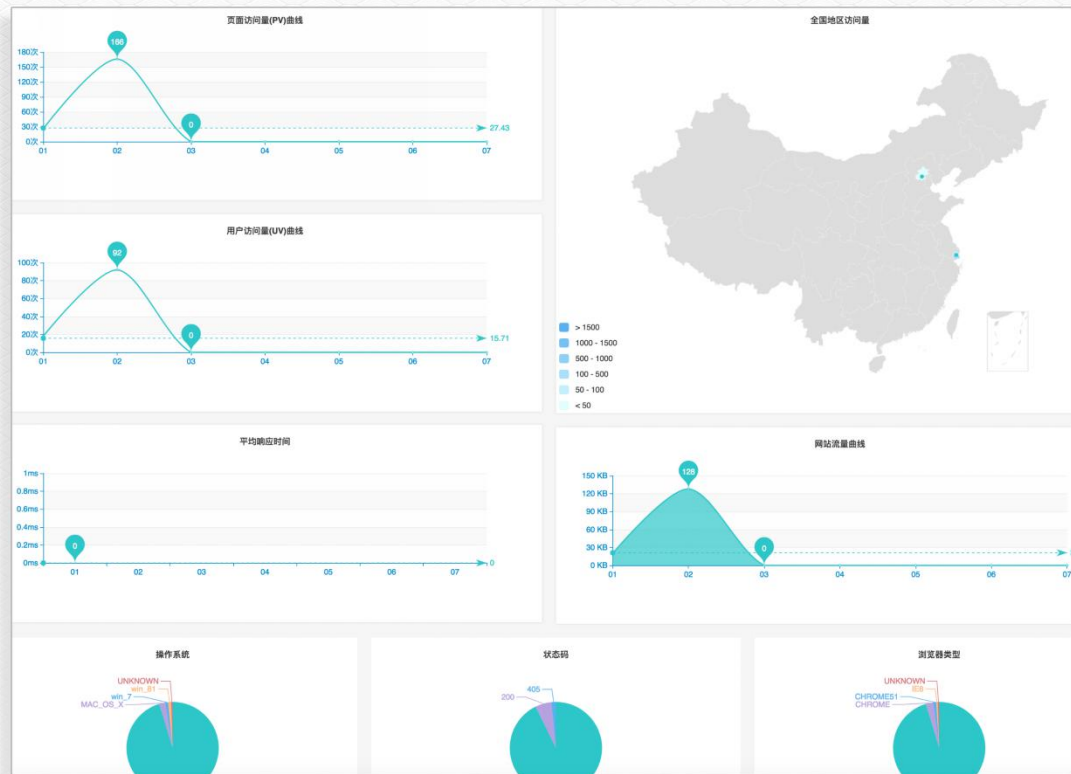 页面访问量(PV)曲线
180次
150次
120次
90次
60次
30次
0次
166
0
27.43
01 02 03 04 05 06 07
全国地区访问量
> 1500
1000 - 1500
500 - 1000
100 - 500
50 - 100
< 50
用户访问量(UV)曲线
100次
80次
60次
40次
20次
0次
92
0
15.71
01 02 03 04 05 06 07
平均响应时间
1ms
0.8ms
0.6ms
0.4ms
0.2ms
0ms
0
0
01 02 03 04 05 06 07
网站流量曲线
150 KB
120 KB
90 KB
60 KB
30 KB
0 KB
128
0
01 02 03 04 05 06 07
操作系统
UNKNOWN
win_81
win_7
MAC_OS_X
状态码
405
200
浏览器类型
UNKNOWN
IE8
CHROME51
CHROME